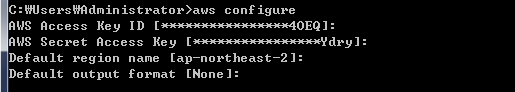 C:₩Users₩Administrator>aws configure
AWS Access Key ID [****************4OEQ]:
AWS Secret Access Key [****************Ydry]:
Default region name [ap-northeast-2]:
Default output format [None]: